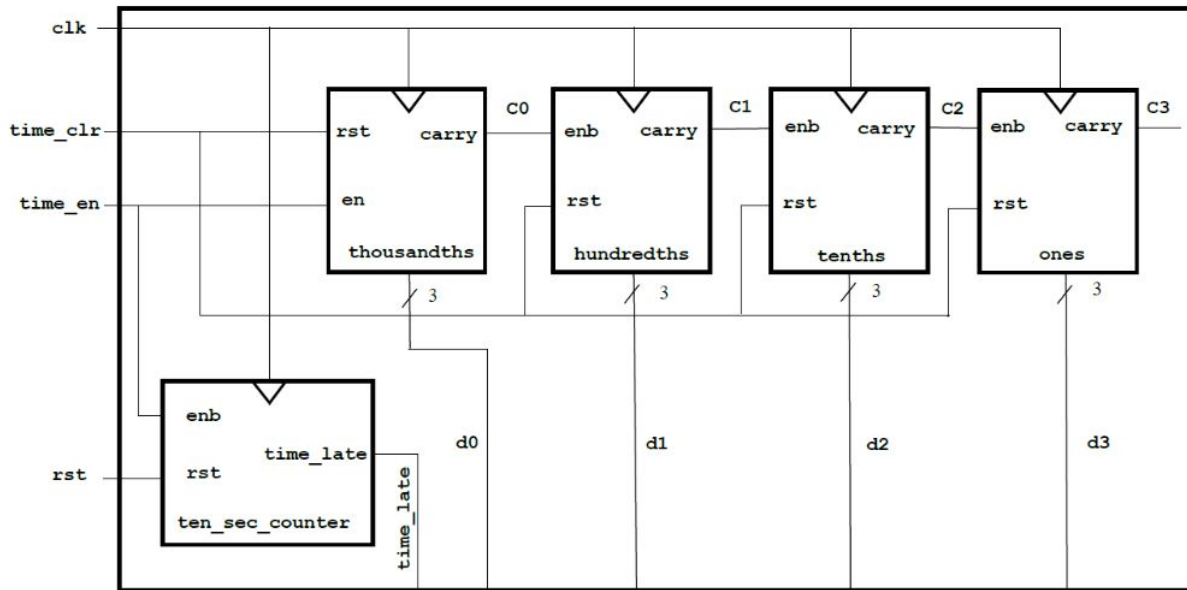 clk
C0 C1 C2 C3
time_clr rst carry enb carry enb carry enb carry
time_en en rst rst rst
thousandths hundredths tenths ones
3 3 3 3
enb
time_late d0 d1 d2 d3
rst rst
time_late
ten_sec_counter